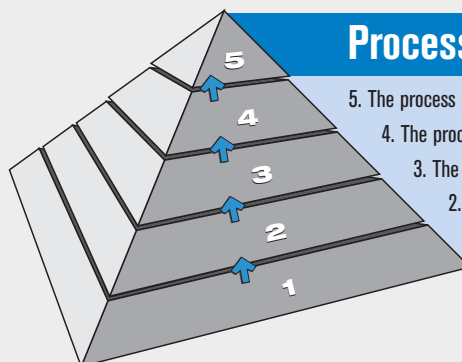 Process
5. The process
4. The proc
3. The
2.
5
4
3
2
1